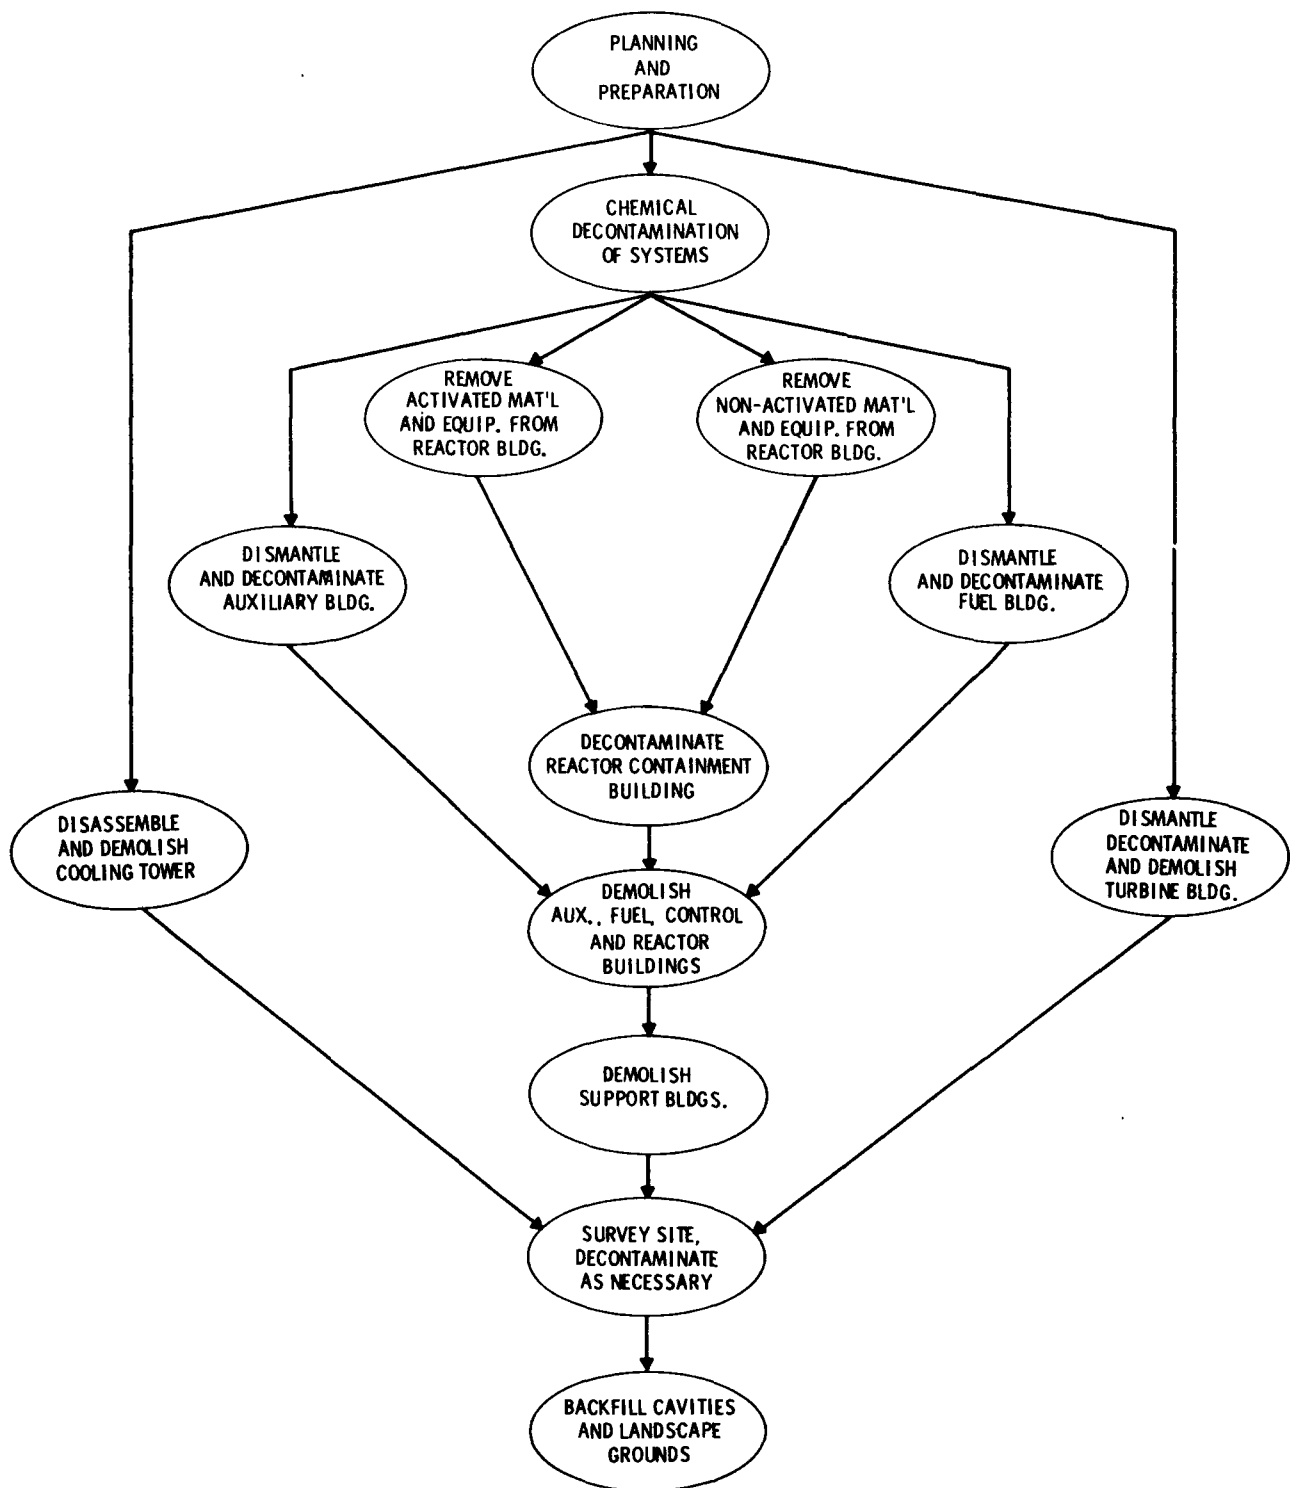 PLANNING
AND
PREPARATION
CHEMICAL
DECONTAMINATION
OF SYSTEMS
REMOVE
ACTIVATED MAT'L
AND EQUIP. FROM
REACTOR BLDG.
REMOVE
NON-ACTIVATED MAT'L
AND EQUIP. FROM
REACTOR BLDG.
DISMANTLE
AND DECONTAMINATE
AUXILIARY BLDG.
DISMANTLE
AND DECONTAMINATE
FUEL BLDG.
DECONTAMINATE
REACTOR CONTAINMENT
BUILDING
DISASSEMBLE
AND DEMOLISH
COOLING TOWER
DISMANTLE
DECONTAMINATE
AND DEMOLISH
TURBINE BLDG.
DEMOLISH
AUX., FUEL, CONTROL
AND REACTOR
BUILDINGS
DEMOLISH
SUPPORT BLDGS.
SURVEY SITE,
DECONTAMINATE
AS NECESSARY
BACKFILL CAVITIES
AND LANDSCAPE
GROUNDS